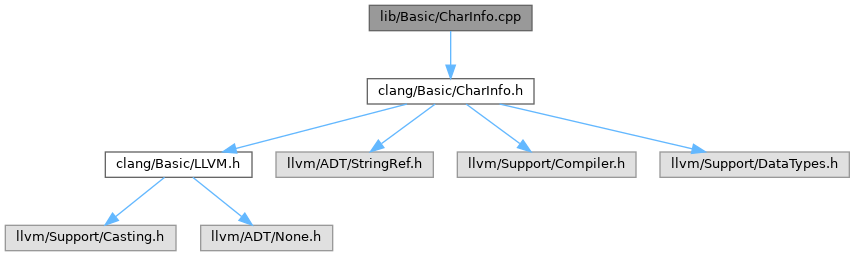 lib/Basic/CharInfo.cpp
clang/Basic/CharInfo.h
clang/Basic/LLVM.h
llvm/ADT/StringRef.h
llvm/Support/Compiler.h
llvm/Support/DataTypes.h
llvm/Support/Casting.h
llvm/ADT/None.h